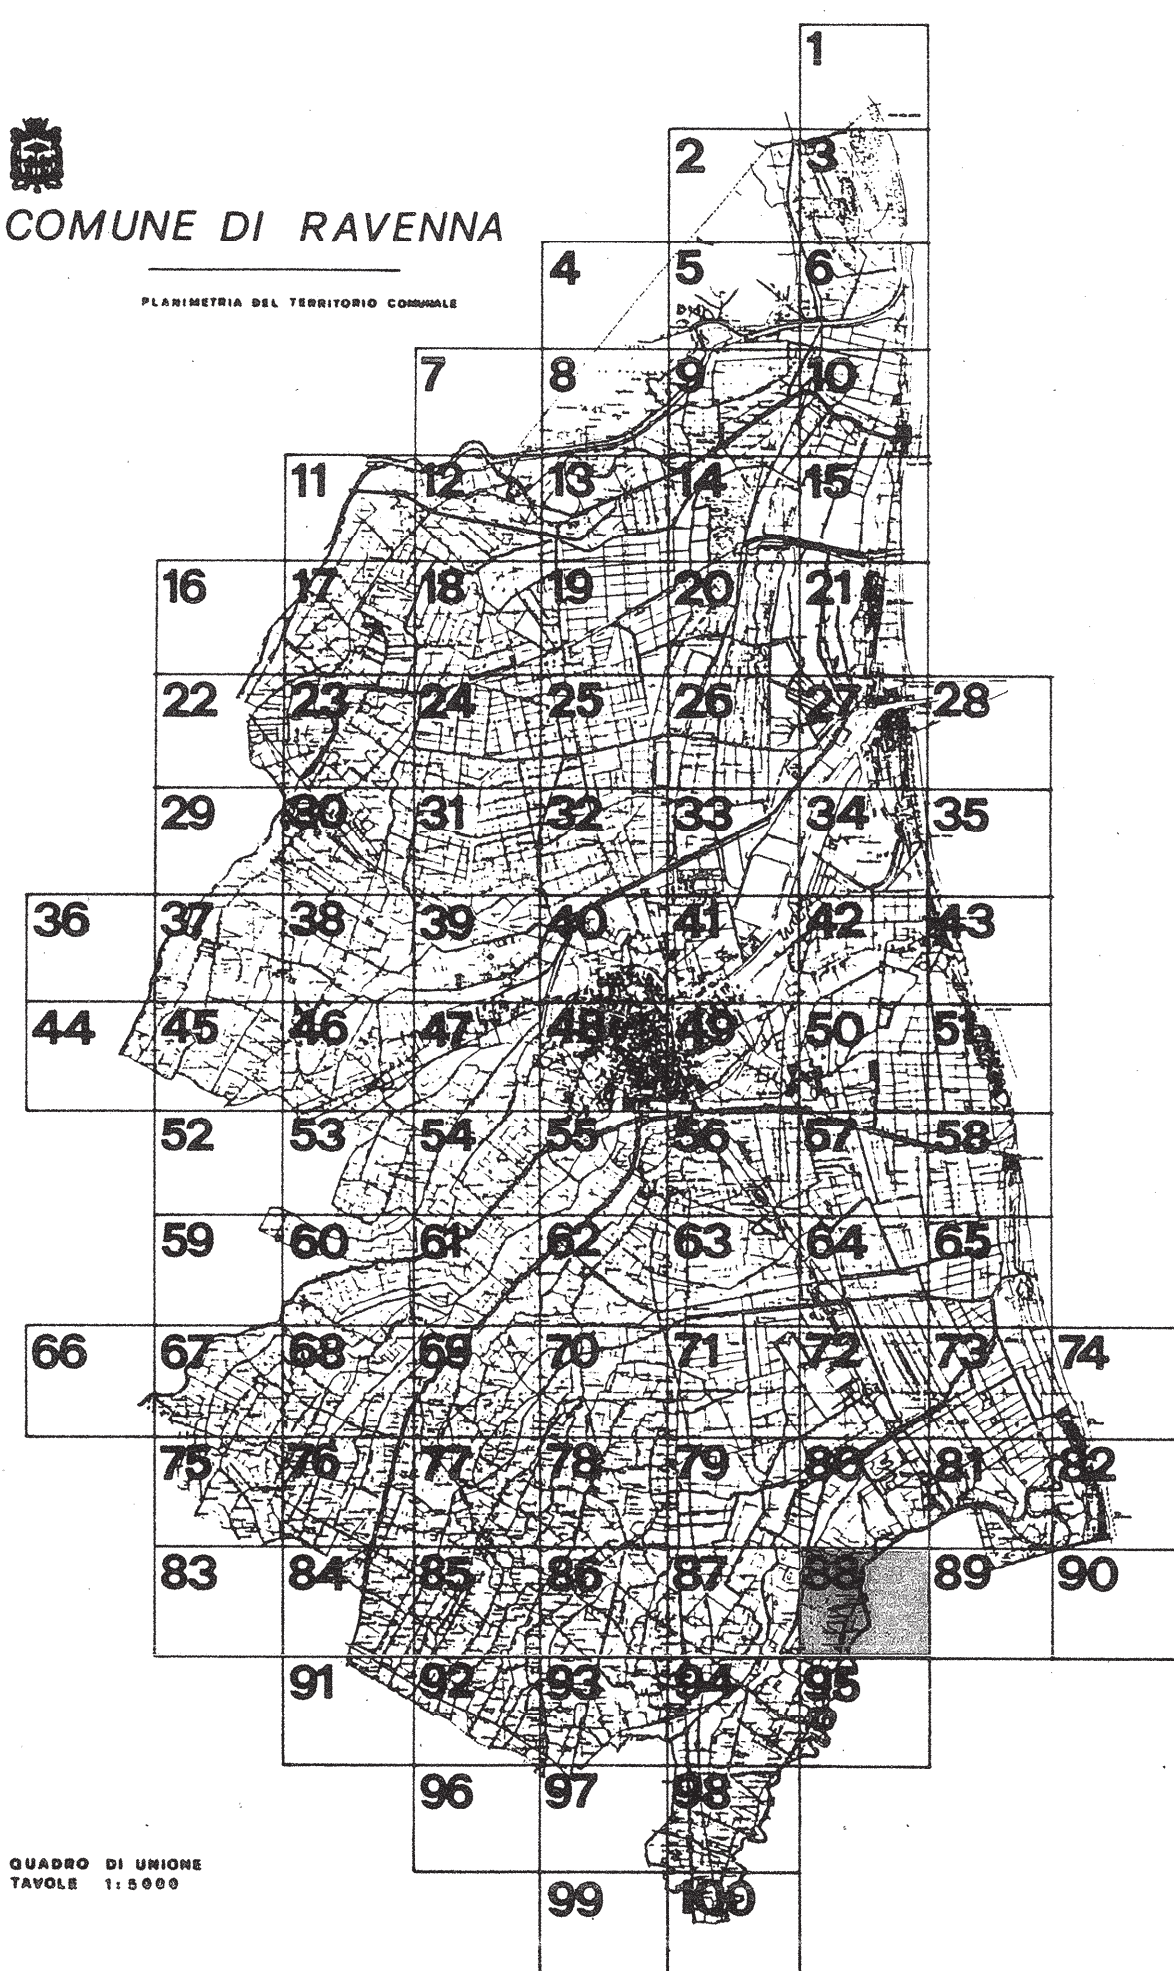 1
COMUNE DI RAVENNA
2 3
4 5 6
PLANIMETRIA DEL TERRITORIO COMUNALE
7 8 9 10
11 12 13 14 15
16 17 18 19 20 21
22 23 24 25 26 27 28
29 30 31 32 33 34 35
36 37 38 39 40 41 42 43
44 45 46 47 48 49 50 51
52 53 54 55 56 57 58
59 60 61 62 63 64 65
66 67 68 69 70 71 72 73 74
75 76 77 78 79 80 81 82
83 84 85 86 87 88 89 90
91 92 93 94 95
96 97 98
QUADRO DI UNIONE
TAVOLE 1:5000
99 100